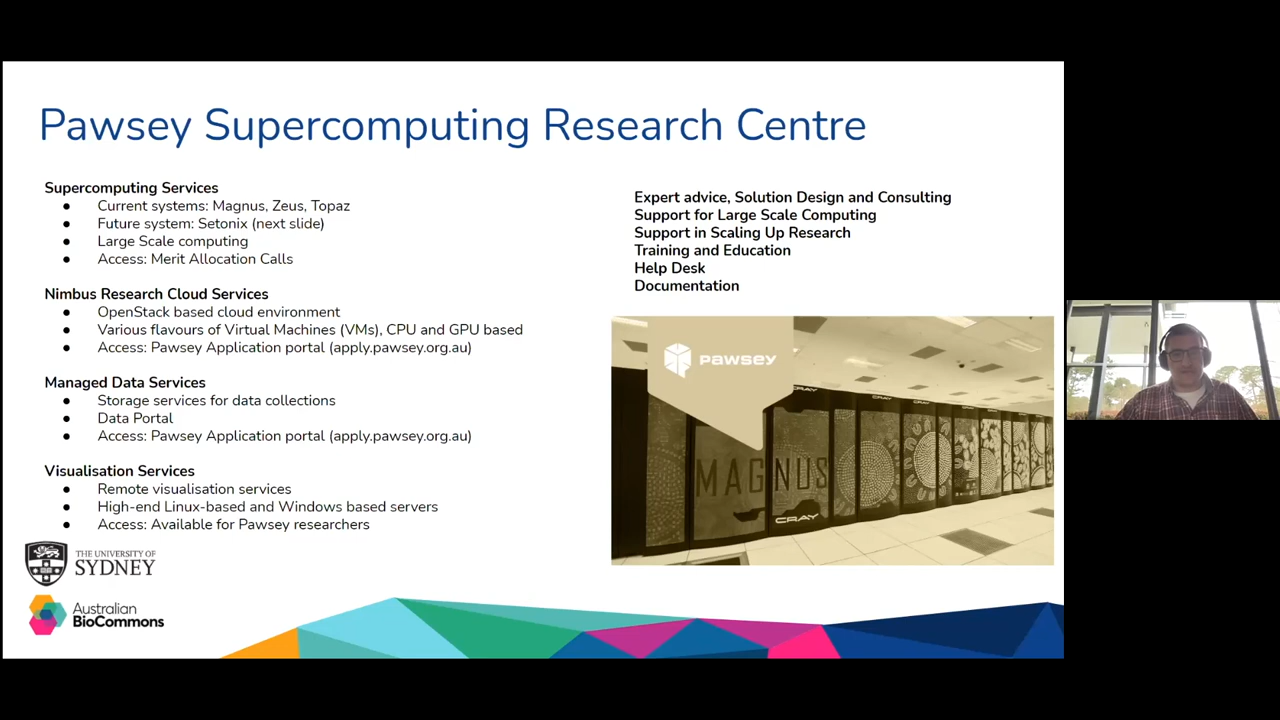 Pawsey Supercomputing Research Centre
Supercomputing Services
● Current systems: Magnus, Zeus, Topaz
● Future system: Setonix (next slide)
● Large Scale computing
● Access: Merit Allocation Calls
Nimbus Research Cloud Services
● OpenStack based cloud environment
● Various flavours of Virtual Machines (VMs), CPU and GPU based
● Access: Pawsey Application portal (apply.pawsey.org.au)
Managed Data Services
● Storage services for data collections
● Data Portal
● Access: Pawsey Application portal (apply.pawsey.org.au)
Visualisation Services
● Remote visualisation services
● High-end Linux-based and Windows based servers
● Access: Available for Pawsey researchers
Expert advice, Solution Design and Consulting
Support for Large Scale Computing
Support in Scaling Up Research
Training and Education
Help Desk
Documentation
pawsey
CRAY
CRAY
CRAY
MAGNUS
CRAY
THE UNIVERSITY OF
SYDNEY
Australian
BioCommons